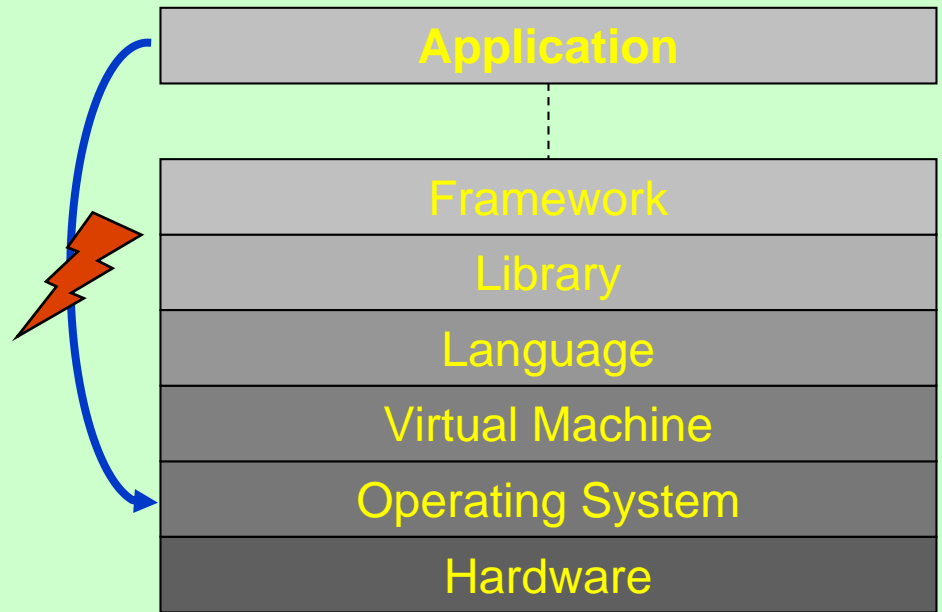 Application
Framework
Library
Language
Virtual Machine
Operating System
Hardware